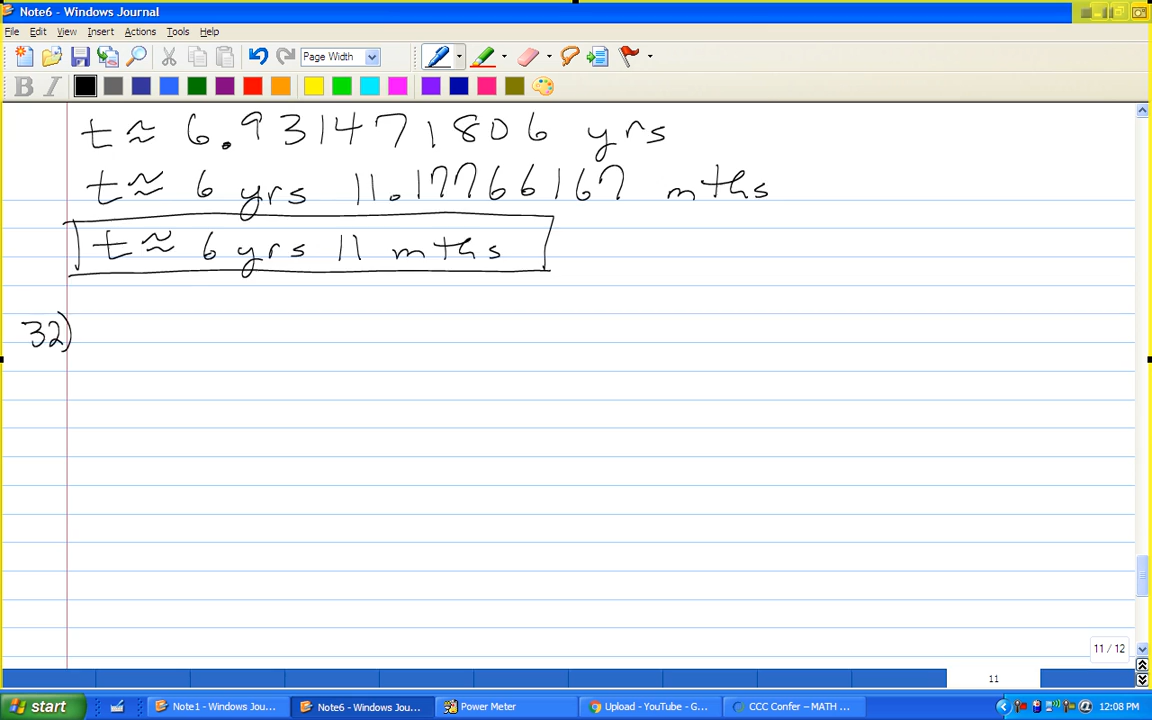 Note6 - Windows Journal
File Edit View Insert Actions Tools Help
Page Width
B I
t ≈ 6.931471806 yrs
t ≈ 6 yrs 11.17766167 mths
t ≈ 6 yrs 11 mths
32)
11 / 12
11
start Note1 - Windows Jour... Note6 - Windows Jou... Power Meter Upload - YouTube - G... CCC Confer – MATH ... 12:08 PM